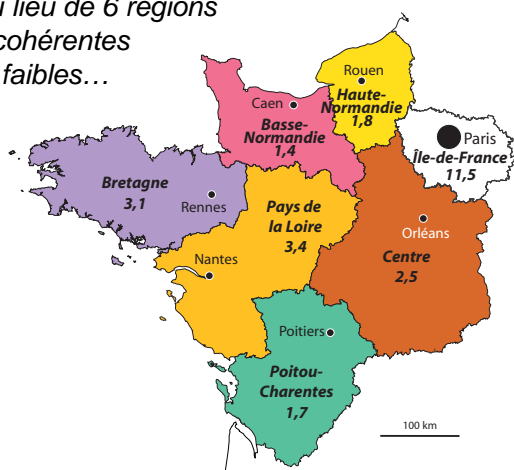 lieu de 6 régions
cohérentes
faibles…
Rouen
Haute-
Normandie
1,8
Caen
Basse-
Normandie
1,4
Paris
Île-de-France
11,5
Bretagne
3,1
Rennes
Pays de
la Loire
3,4
Orléans
Centre
2,5
Nantes
Poitiers
Poitou-
Charentes
1,7
100 km